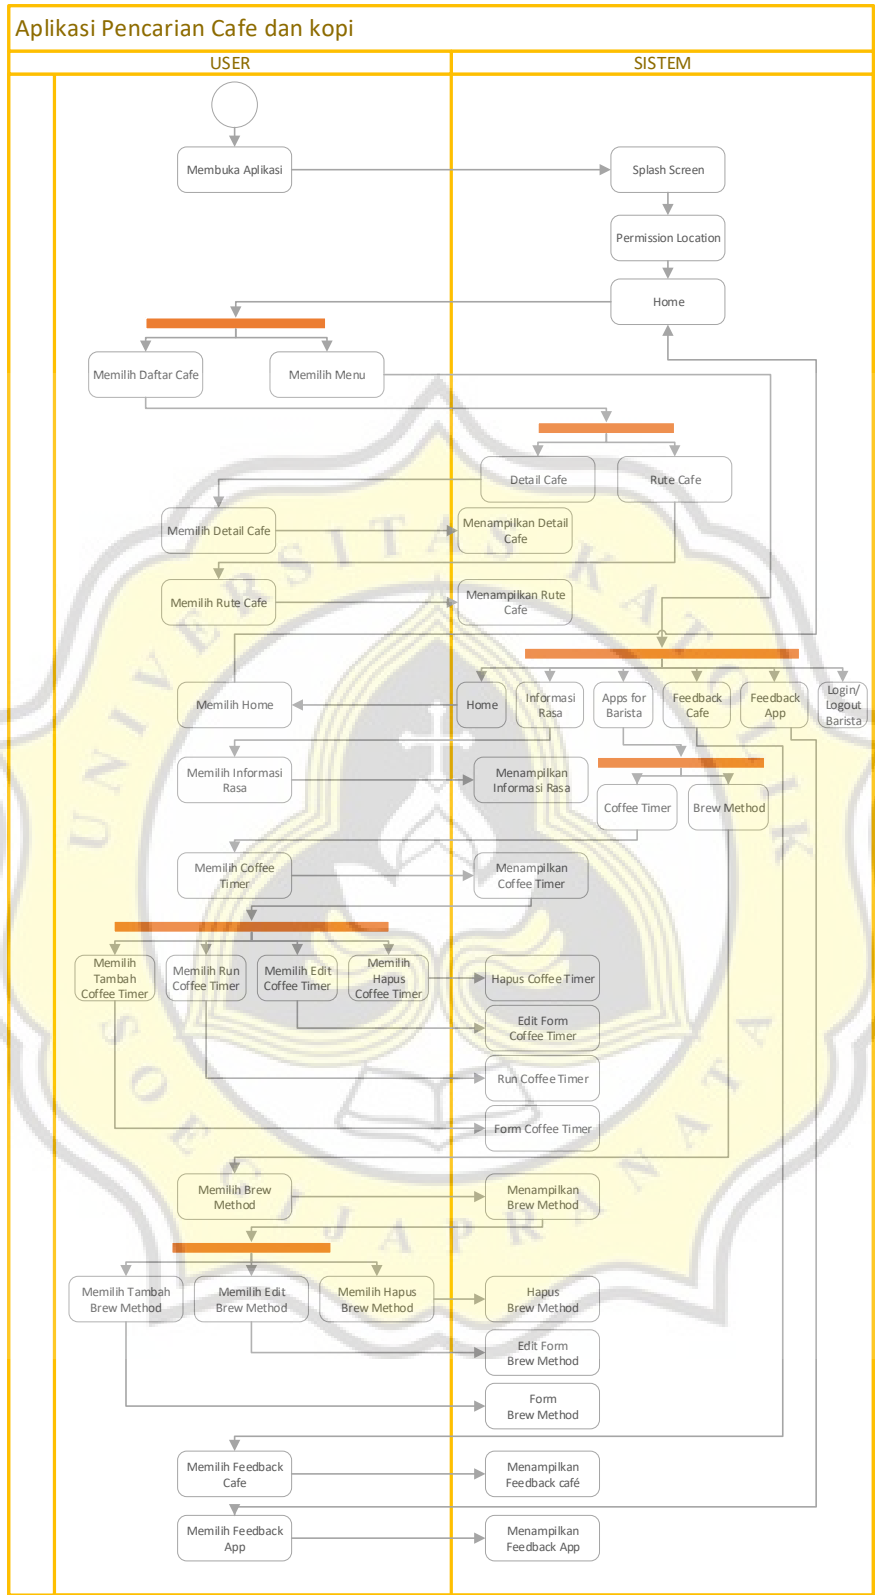 Aplikasi Pencarian Cafe dan kopi
USER
SISTEM
Membuka Aplikasi
Splash Screen
Permission Location
Home
Memilih Daftar Cafe
Memilih Menu
Detail Cafe
Rute Cafe
Memilih Detail Cafe
Menampilkan Detail
Cafe
Memilih Rute Cafe
Menampilkan Rute
Cafe
Memilih Home
Home
Informasi
Rasa
Apps for
Barista
Feedback
Cafe
Feedback
App
Login/
Logout
Barista
Memilih Informasi
Rasa
Menampilkan
Informasi Rasa
Coffee Timer
Brew Method
Memilih Coffee
Timer
Menampilkan
Coffee Timer
Memilih
Tambah
Coffee Timer
Memilih Run
Coffee Timer
Memilih Edit
Coffee Timer
Memilih
Hapus
Coffee Timer
Hapus Coffee Timer
Edit Form
Coffee Timer
Run Coffee Timer
Form Coffee Timer
Memilih Brew
Method
Menampilkan
Brew Method
Memilih Tambah
Brew Method
Memilih Edit
Brew Method
Memilih Hapus
Brew Method
Hapus
Brew Method
Edit Form
Brew Method
Form
Brew Method
Memilih Feedback
Cafe
Menampilkan
Feedback café
Memilih Feedback
App
Menampilkan
Feedback App
UNIVERSITAS KATOLIK
SOEGIJAPRANATA